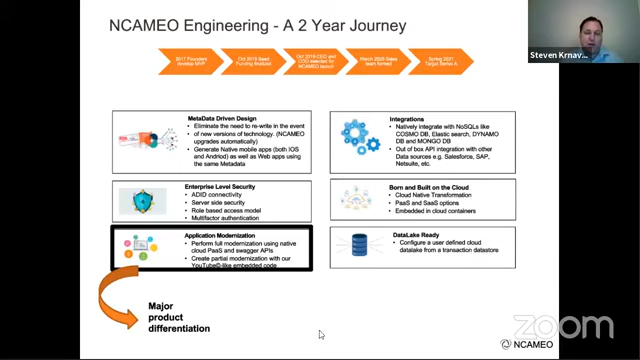 NCAMEO Engineering - A 2 Year Journey
Steven Krnav...
2017 Founders
develop MVP
Oct 2019 Seed
Funding finalized
Oct 2019 CEO and
COO selected for
NCAMEO launch
March 2020 Sales
team formed
Spring 2021
Target Series A
MetaData Driven Design
• Eliminate the need to re-write in the event
• of new versions of technology. (NCAMEO
upgrades automatically)
• Generate Native mobile apps (both IOS
and Andriod) as well as Web apps using
the same Metadata
Integrations
• Natively integrate with NoSQLs like
COSMO DB, Elastic search, DYNAMO
DB and MONGO DB
• Out of box API integration with other
Data sources e.g. Salesforce, SAP,
Netsuite, etc.
Enterprise Level Security
• ADID connectivity
• Server side security
• Role based access model
• Multifactor authentication
Born and Built on the Cloud
• Cloud Native Transformation
• PaaS and SaaS options
• Embedded in cloud containers
Application Modernization
• Perform full modernization using native
cloud PaaS and swagger APIs
• Create partial modernization with our
YouTube©-like embedded code
DataLake Ready
• Configure a user defined cloud
datalake from a transaction datastore
Major
product
differentiation
zoom
NCAMEO